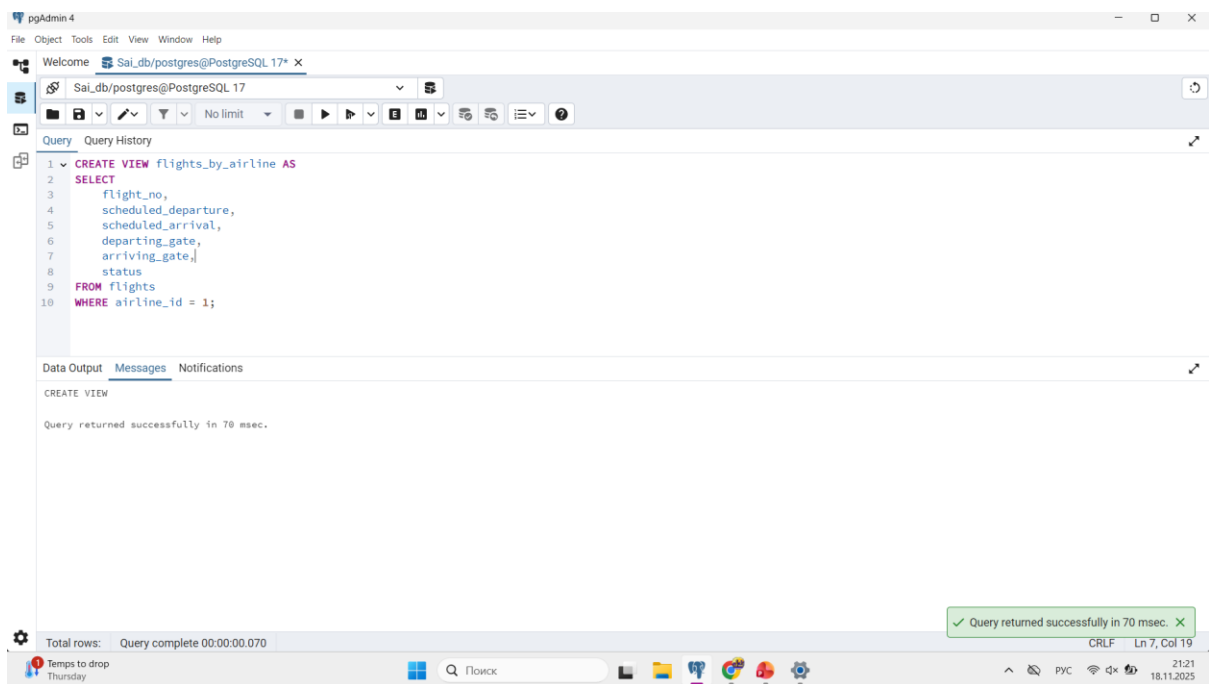 pgAdmin 4
File Object Tools Edit View Window Help
Welcome Sai_db/postgres@PostgreSQL 17* X
Sai_db/postgres@PostgreSQL 17
No limit E
Query Query History
1 CREATE VIEW flights_by_airline AS
2 SELECT
3 flight_no,
4 scheduled_departure,
5 scheduled_arrival,
6 departing_gate,
7 arriving_gate,
8 status
9 FROM flights
10 WHERE airline_id = 1;
Data Output Messages Notifications
CREATE VIEW
Query returned successfully in 70 msec.
Query returned successfully in 70 msec.
Total rows: Query complete 00:00:00.070 CRLF Ln 7, Col 19
1 Temps to drop
Thursday
Поиск
РУС
21:21
18.11.2025